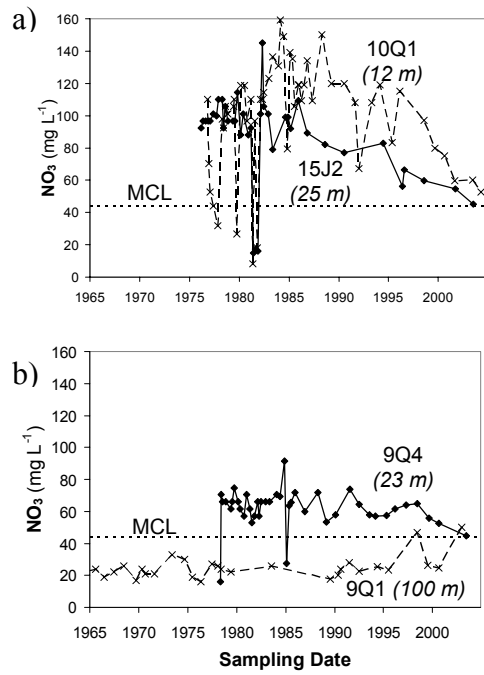 a)
160
140
120
100
80
60
40
20
0
NO₃ (mg L⁻¹)
10Q1
(12 m)
15J2
(25 m)
MCL
1965 1970 1975 1980 1985 1990 1995 2000
b)
160
140
120
100
80
60
40
20
0
NO₃ (mg L⁻¹)
9Q4
(23 m)
MCL
9Q1 (100 m)
1965 1970 1975 1980 1985 1990 1995 2000
Sampling Date